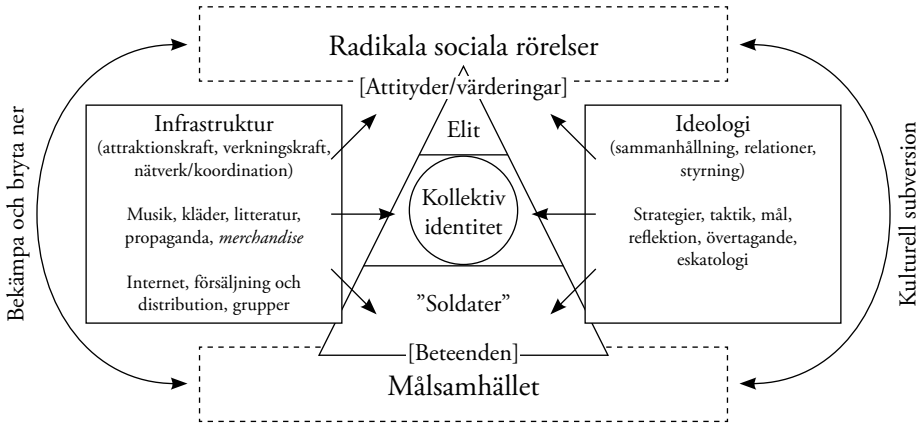 Radikala sociala rörelser
[Attityder/värderingar]
Bekämpa och bryta ner
Infrastruktur
(attraktionskraft, verkningskraft,
nätverk/koordination)
Musik, kläder, litteratur,
propaganda, merchandise
Internet, försäljning och
distribution, grupper
Elit
Kollektiv
identitet
”Soldater”
[Beteenden]
Ideologi
(sammanhållning, relationer,
styrning)
Strategier, taktik, mål,
reflektion, övertagande,
eskatologi
Kulturell subversion
Målsamhället